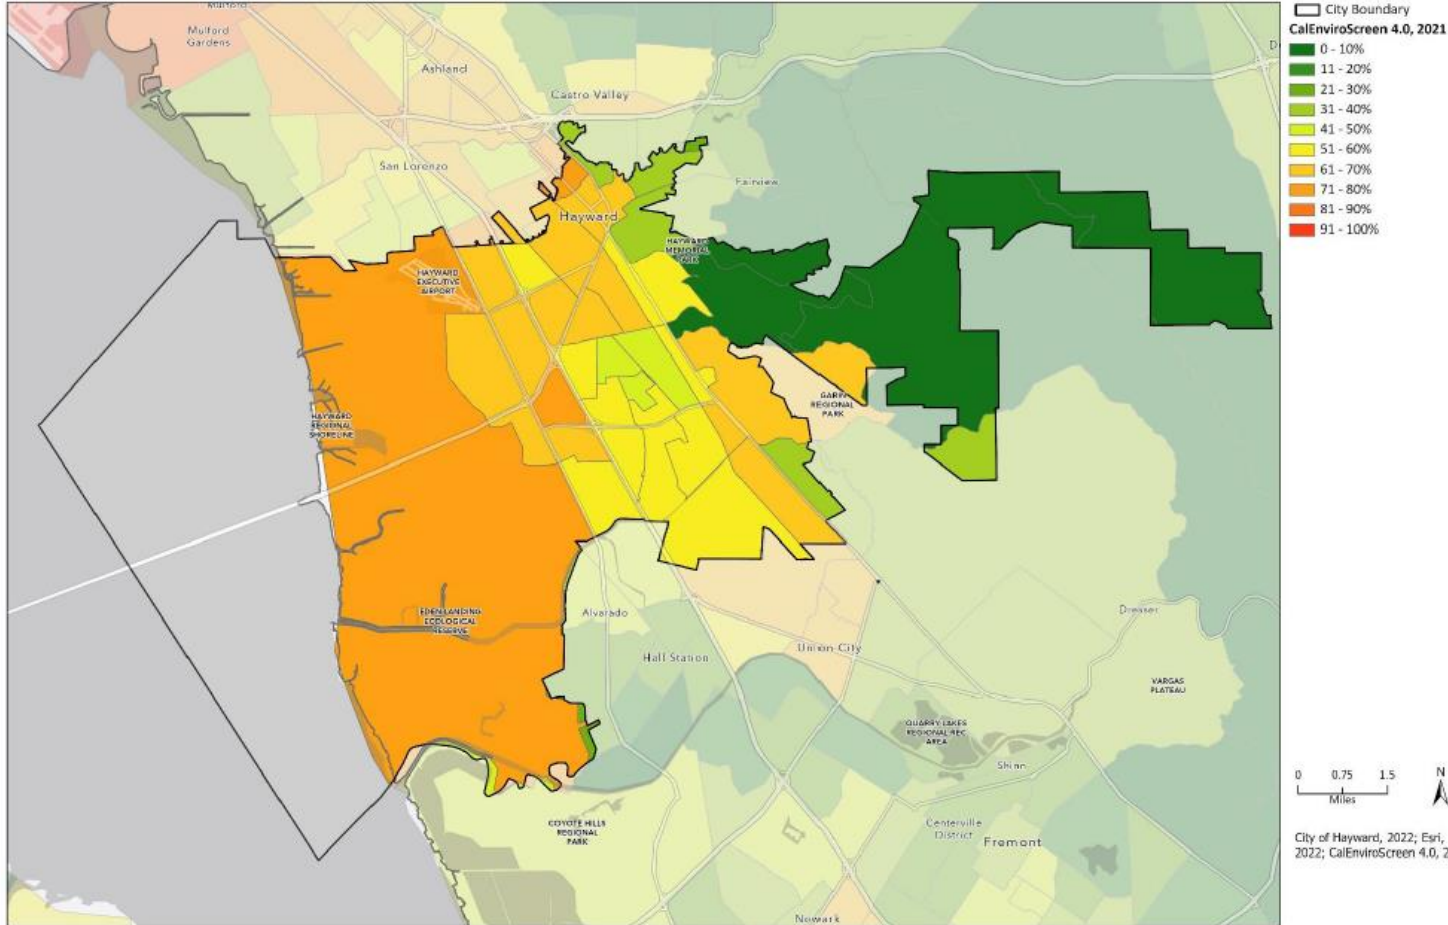 Mulford
Mulford
Gardens
Ashland
Castro Valley
San Lorenzo
Fairview
Hayward
HAYWARD
MEMORIAL
PARK
HAYWARD
EXECUTIVE
AIRPORT
GARIN
REGIONAL
PARK
HAYWARD
REGIONAL
SHORELINE
EDEN LANDING
ECOLOGICAL
RESERVE
Alvarado
Hall Station
Union City
Dresser
VARGAS
PLATEAU
QUARRY LAKES
REGIONAL REC
AREA
Shinn
COYOTE HILLS
REGIONAL
PARK
Centerville
District
Fremont
Newark
City Boundary
CalEnviroScreen 4.0, 2021
0 - 10%
11 - 20%
21 - 30%
31 - 40%
41 - 50%
51 - 60%
61 - 70%
71 - 80%
81 - 90%
91 - 100%
0 0.75 1.5
Miles
N
City of Hayward, 2022; Esri,
2022; CalEnviroScreen 4.0, 2